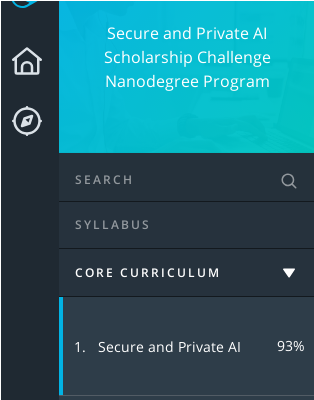 Secure and Private AI
Scholarship Challenge
Nanodegree Program
SEARCH
SYLLABUS
CORE CURRICULUM
1. Secure and Private AI 93%